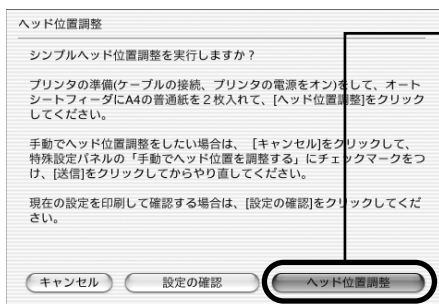 ヘッド位置調整
シンプルヘッド位置調整を実行しますか？
プリンタの準備(ケーブルの接続、プリンタの電源をオン)をして、オート
シートフィーダにA4の普通紙を２枚入れて、[ヘッド位置調整]をクリック
してください。
手動でヘッド位置調整をしたい場合は、［キャンセル]をクリックして、
特殊設定パネルの「手動でヘッド位置を調整する」にチェックマークをつ
け、[送信]をクリックしてからやり直してください。
現在の設定を印刷して確認する場合は、[設定の確認]をクリックしてくだ
さい。
キャンセル
設定の確認
ヘッド位置調整